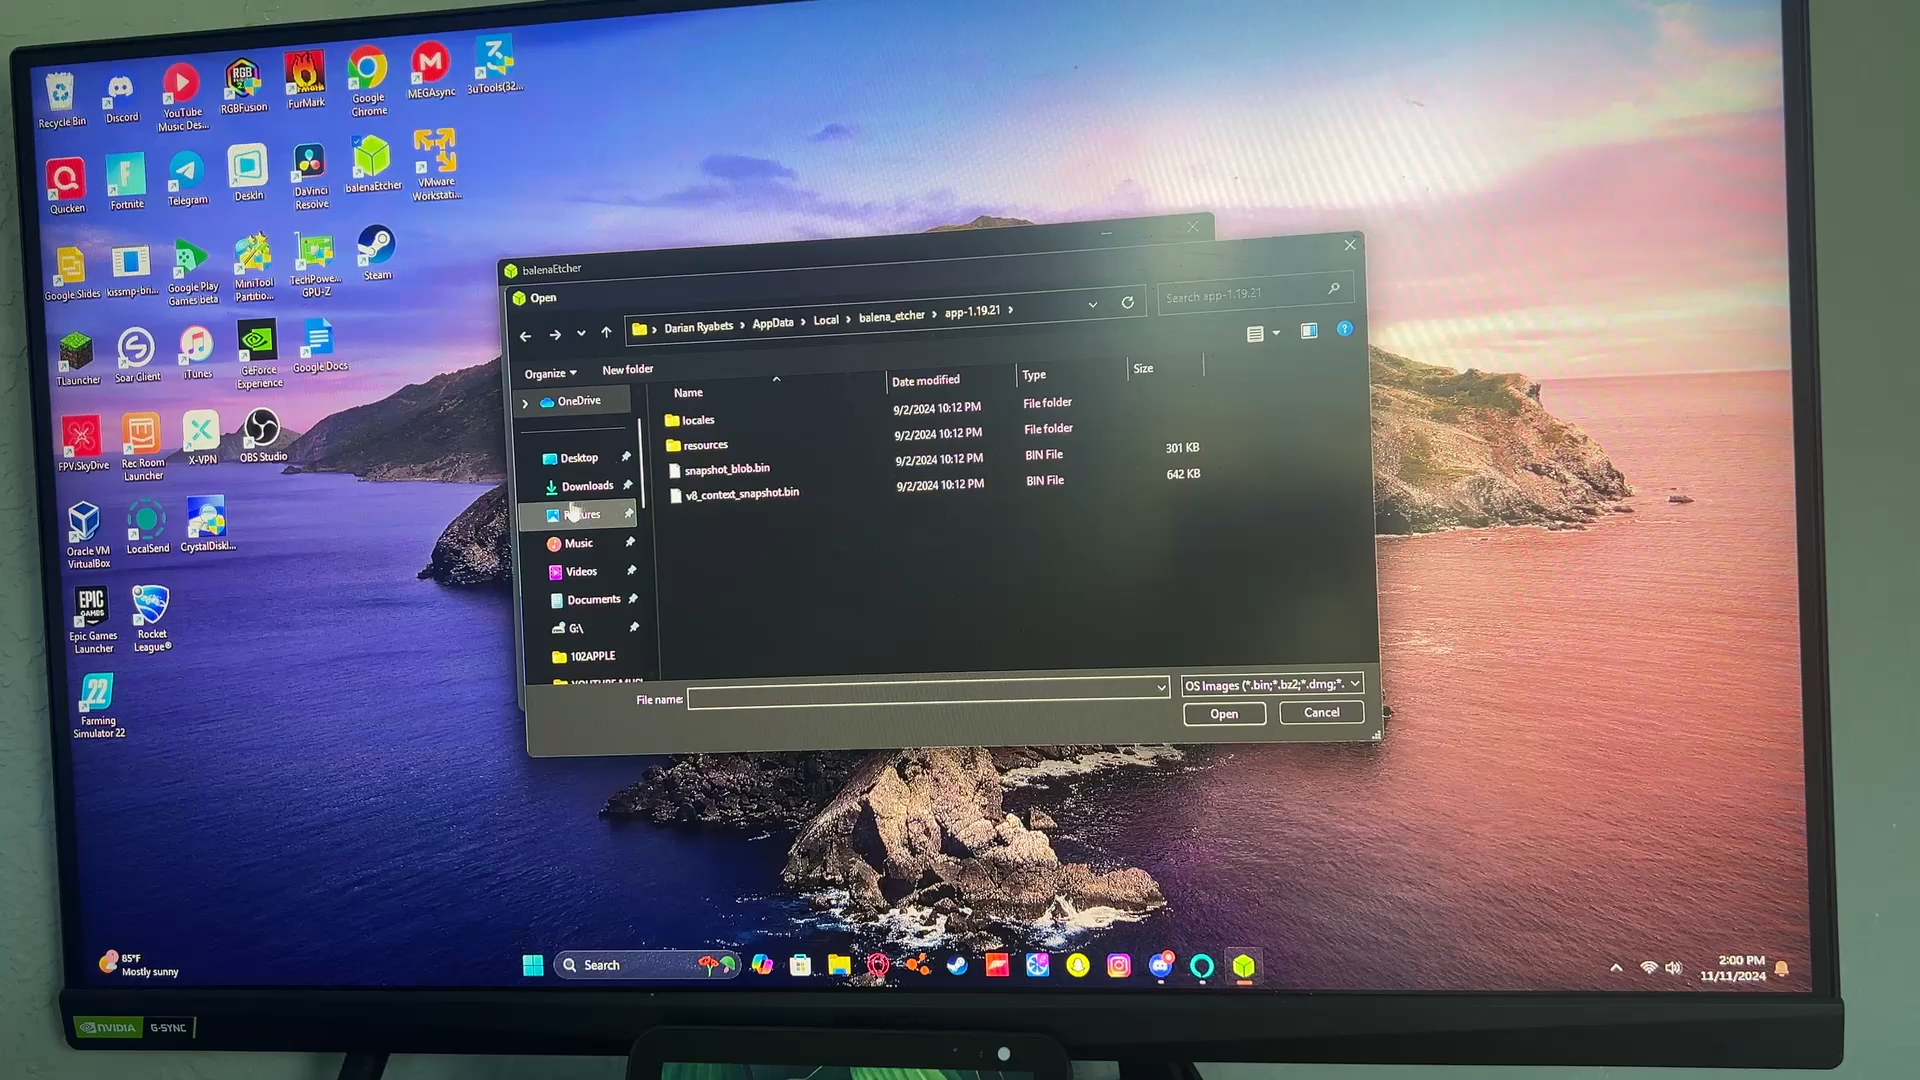 Recycle Bin
Discord
YouTube
Music Des...
RGB
RGBFusion
FurMark
Google
Chrome
MEGAsync
3uTools(32...
Quicken
Fortnite
Telegram
Deskin
DaVinci
Resolve
balenaEtcher
VMware
Workstati...
Google Slides
kissmp-bri...
Google Play
Games beta
MiniTool
Partitio...
TechPowe...
GPU-Z
Steam
TLauncher
Soar Client
iTunes
GeForce
Experience
Google Docs
FPV.SkyDive
Rec Room
Launcher
X-VPN
OBS Studio
Oracle VM
VirtualBox
LocalSend
CrystalDiskI...
EPIC
GAMES
Epic Games
Launcher
Rocket
League®
22
Farming
Simulator 22
balenaEtcher
Open
Darian Ryabets > AppData > Local > balena_etcher > app-1.19.21 >
Search app-1.19.21
Organize
New folder
Name
Date modified
Type
Size
OneDrive
Desktop
Downloads
Music
Videos
Documents
G:\
102APPLE
locales 9/2/2024 10:12 PM File folder
resources 9/2/2024 10:12 PM File folder
snapshot_blob.bin 9/2/2024 10:12 PM BIN File 301 KB
v8_context_snapshot.bin 9/2/2024 10:12 PM BIN File 642 KB
File name:
OS Images (*.bin;*.bz2;*.dmg;*.
Open
Cancel
85°F
Mostly sunny
Search
2:00 PM
11/11/2024
NVIDIA G-SYNC